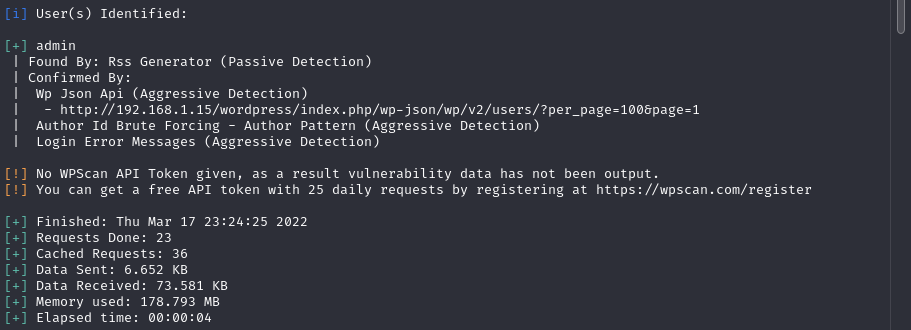 [i] User(s) Identified:
[+] admin
| Found By: Rss Generator (Passive Detection)
| Confirmed By:
|  Wp Json Api (Aggressive Detection)
|   - http://192.168.1.15/wordpress/index.php/wp-json/wp/v2/users/?per_page=100&page=1
|  Author Id Brute Forcing - Author Pattern (Aggressive Detection)
|  Login Error Messages (Aggressive Detection)
[!] No WPScan API Token given, as a result vulnerability data has not been output.
[!] You can get a free API token with 25 daily requests by registering at https://wpscan.com/register
[+] Finished: Thu Mar 17 23:24:25 2022
[+] Requests Done: 23
[+] Cached Requests: 36
[+] Data Sent: 6.652 KB
[+] Data Received: 73.581 KB
[+] Memory used: 178.793 MB
[+] Elapsed time: 00:00:04